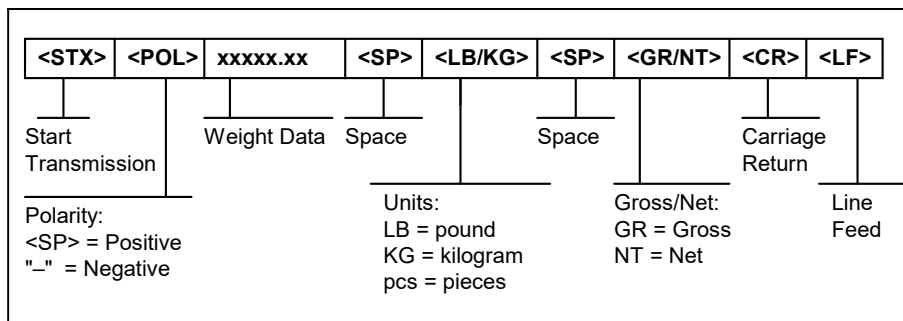 <STX> <POL> xxxxx.xx <SP> <LB/KG> <SP> <GR/NT> <CR> <LF>
Start
Transmission
Weight Data
Space
Space
Carriage
Return
Polarity:
<SP> = Positive
"–" = Negative
Units:
LB = pound
KG = kilogram
pcs = pieces
Gross/Net:
GR = Gross
NT = Net
Line
Feed